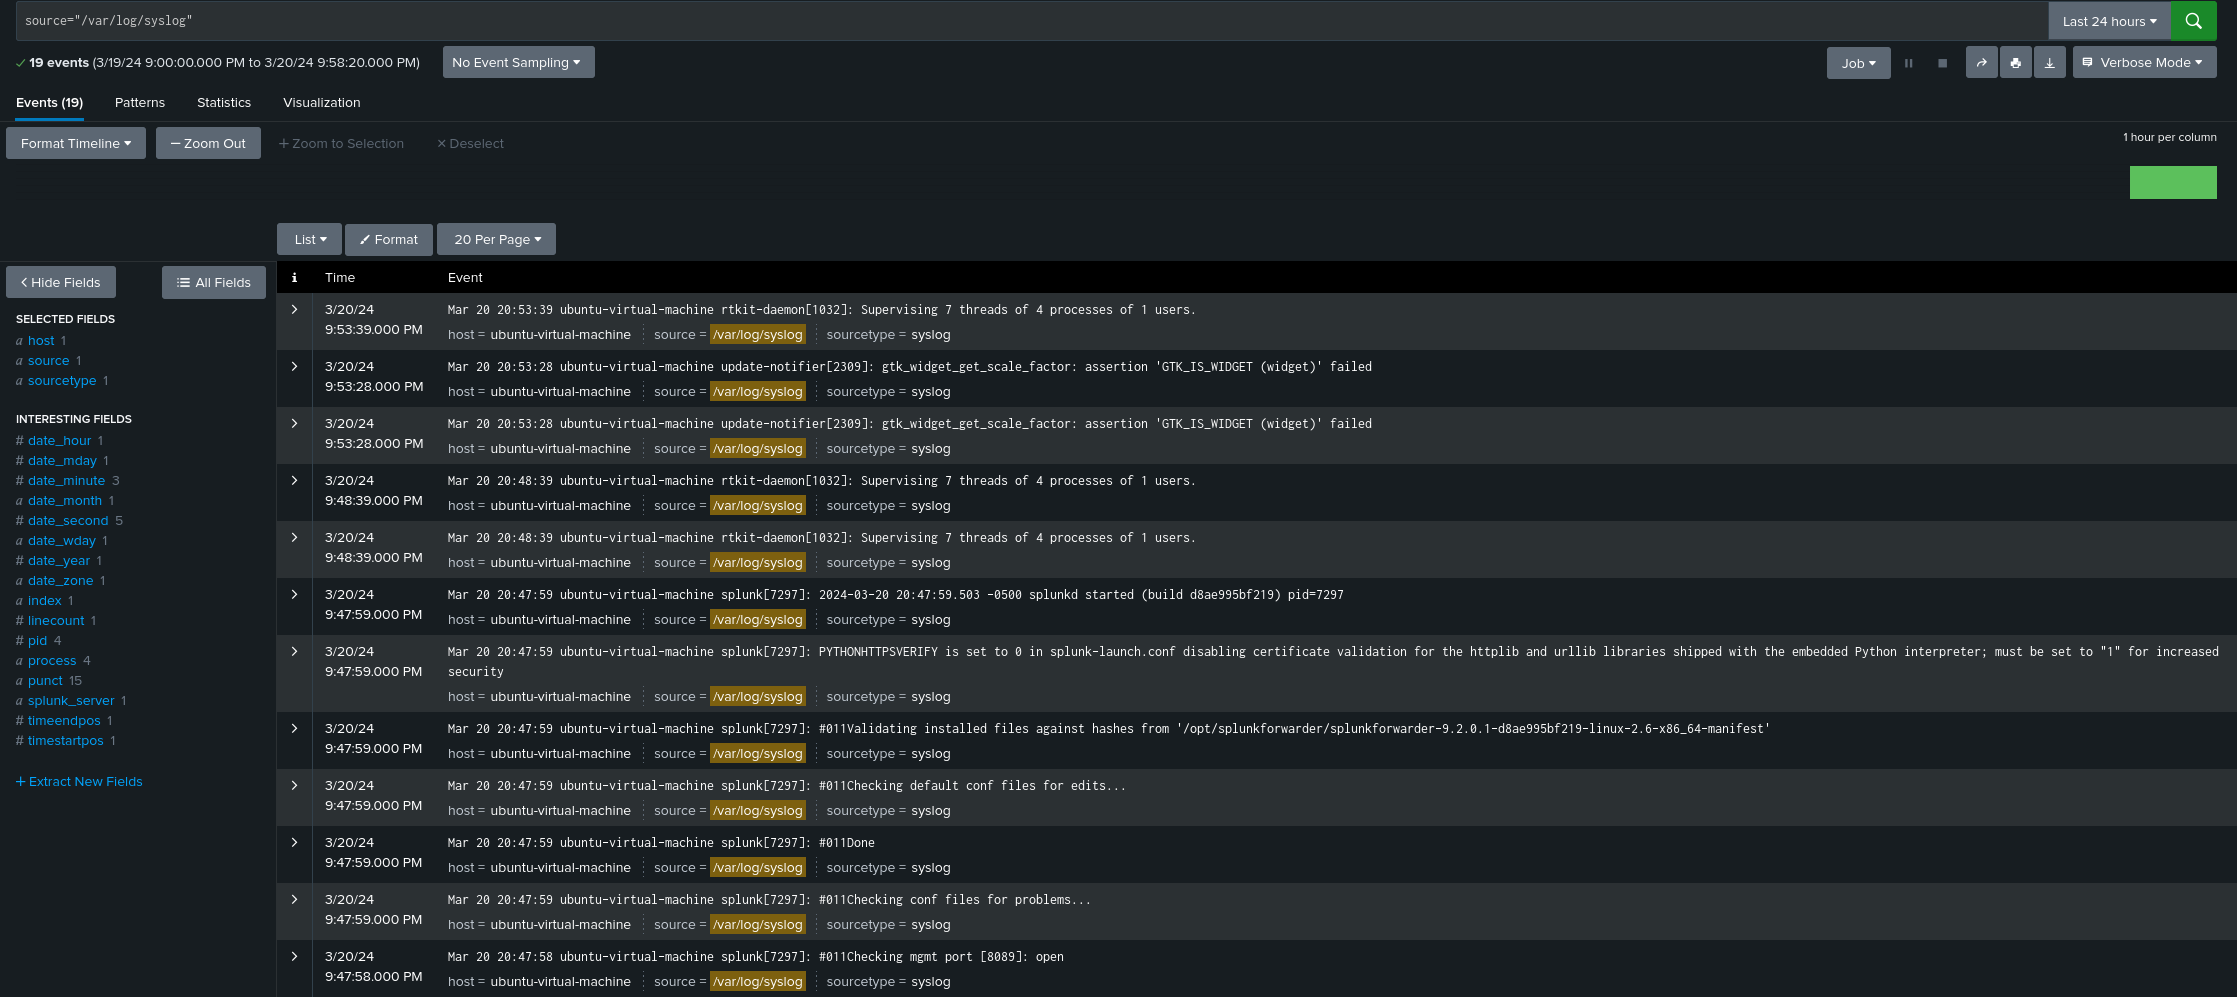 source="/var/log/syslog"
Last 24 hours
19 events (3/19/24 9:00:00.000 PM to 3/20/24 9:58:20.000 PM)
No Event Sampling
Job
Verbose Mode
Events (19)
Patterns
Statistics
Visualization
Format Timeline
— Zoom Out
+ Zoom to Selection
× Deselect
1 hour per column
List
Format
20 Per Page
< Hide Fields
All Fields
i
Time
Event
SELECTED FIELDS
a host 1
a source 1
a sourcetype 1
INTERESTING FIELDS
# date_hour 1
# date_mday 1
# date_minute 3
a date_month 1
# date_second 5
a date_wday 1
# date_year 1
a date_zone 1
a index 1
# linecount 1
# pid 4
a process 4
a punct 15
a splunk_server 1
# timeendpos 1
# timestartpos 1
+ Extract New Fields
3/20/24
9:53:39.000 PM
Mar 20 20:53:39 ubuntu-virtual-machine rtkit-daemon[1032]: Supervising 7 threads of 4 processes of 1 users.
host = ubuntu-virtual-machine source = /var/log/syslog sourcetype = syslog
3/20/24
9:53:28.000 PM
Mar 20 20:53:28 ubuntu-virtual-machine update-notifier[2309]: gtk_widget_get_scale_factor: assertion 'GTK_IS_WIDGET (widget)' failed
host = ubuntu-virtual-machine source = /var/log/syslog sourcetype = syslog
3/20/24
9:53:28.000 PM
Mar 20 20:53:28 ubuntu-virtual-machine update-notifier[2309]: gtk_widget_get_scale_factor: assertion 'GTK_IS_WIDGET (widget)' failed
host = ubuntu-virtual-machine source = /var/log/syslog sourcetype = syslog
3/20/24
9:48:39.000 PM
Mar 20 20:48:39 ubuntu-virtual-machine rtkit-daemon[1032]: Supervising 7 threads of 4 processes of 1 users.
host = ubuntu-virtual-machine source = /var/log/syslog sourcetype = syslog
3/20/24
9:48:39.000 PM
Mar 20 20:48:39 ubuntu-virtual-machine rtkit-daemon[1032]: Supervising 7 threads of 4 processes of 1 users.
host = ubuntu-virtual-machine source = /var/log/syslog sourcetype = syslog
3/20/24
9:47:59.000 PM
Mar 20 20:47:59 ubuntu-virtual-machine splunk[7297]: 2024-03-20 20:47:59.503 -0500 splunkd started (build d8ae995bf219) pid=7297
host = ubuntu-virtual-machine source = /var/log/syslog sourcetype = syslog
3/20/24
9:47:59.000 PM
Mar 20 20:47:59 ubuntu-virtual-machine splunk[7297]: PYTHONHTTPSVERIFY is set to 0 in splunk-launch.conf disabling certificate validation for the httplib and urllib libraries shipped with the embedded Python interpreter; must be set to "1" for increased
security
host = ubuntu-virtual-machine source = /var/log/syslog sourcetype = syslog
3/20/24
9:47:59.000 PM
Mar 20 20:47:59 ubuntu-virtual-machine splunk[7297]: #011Validating installed files against hashes from '/opt/splunkforwarder/splunkforwarder-9.2.0.1-d8ae995bf219-linux-2.6-x86_64-manifest'
host = ubuntu-virtual-machine source = /var/log/syslog sourcetype = syslog
3/20/24
9:47:59.000 PM
Mar 20 20:47:59 ubuntu-virtual-machine splunk[7297]: #011Checking default conf files for edits...
host = ubuntu-virtual-machine source = /var/log/syslog sourcetype = syslog
3/20/24
9:47:59.000 PM
Mar 20 20:47:59 ubuntu-virtual-machine splunk[7297]: #011Done
host = ubuntu-virtual-machine source = /var/log/syslog sourcetype = syslog
3/20/24
9:47:59.000 PM
Mar 20 20:47:59 ubuntu-virtual-machine splunk[7297]: #011Checking conf files for problems...
host = ubuntu-virtual-machine source = /var/log/syslog sourcetype = syslog
3/20/24
9:47:58.000 PM
Mar 20 20:47:58 ubuntu-virtual-machine splunk[7297]: #011Checking mgmt port [8089]: open
host = ubuntu-virtual-machine source = /var/log/syslog sourcetype = syslog